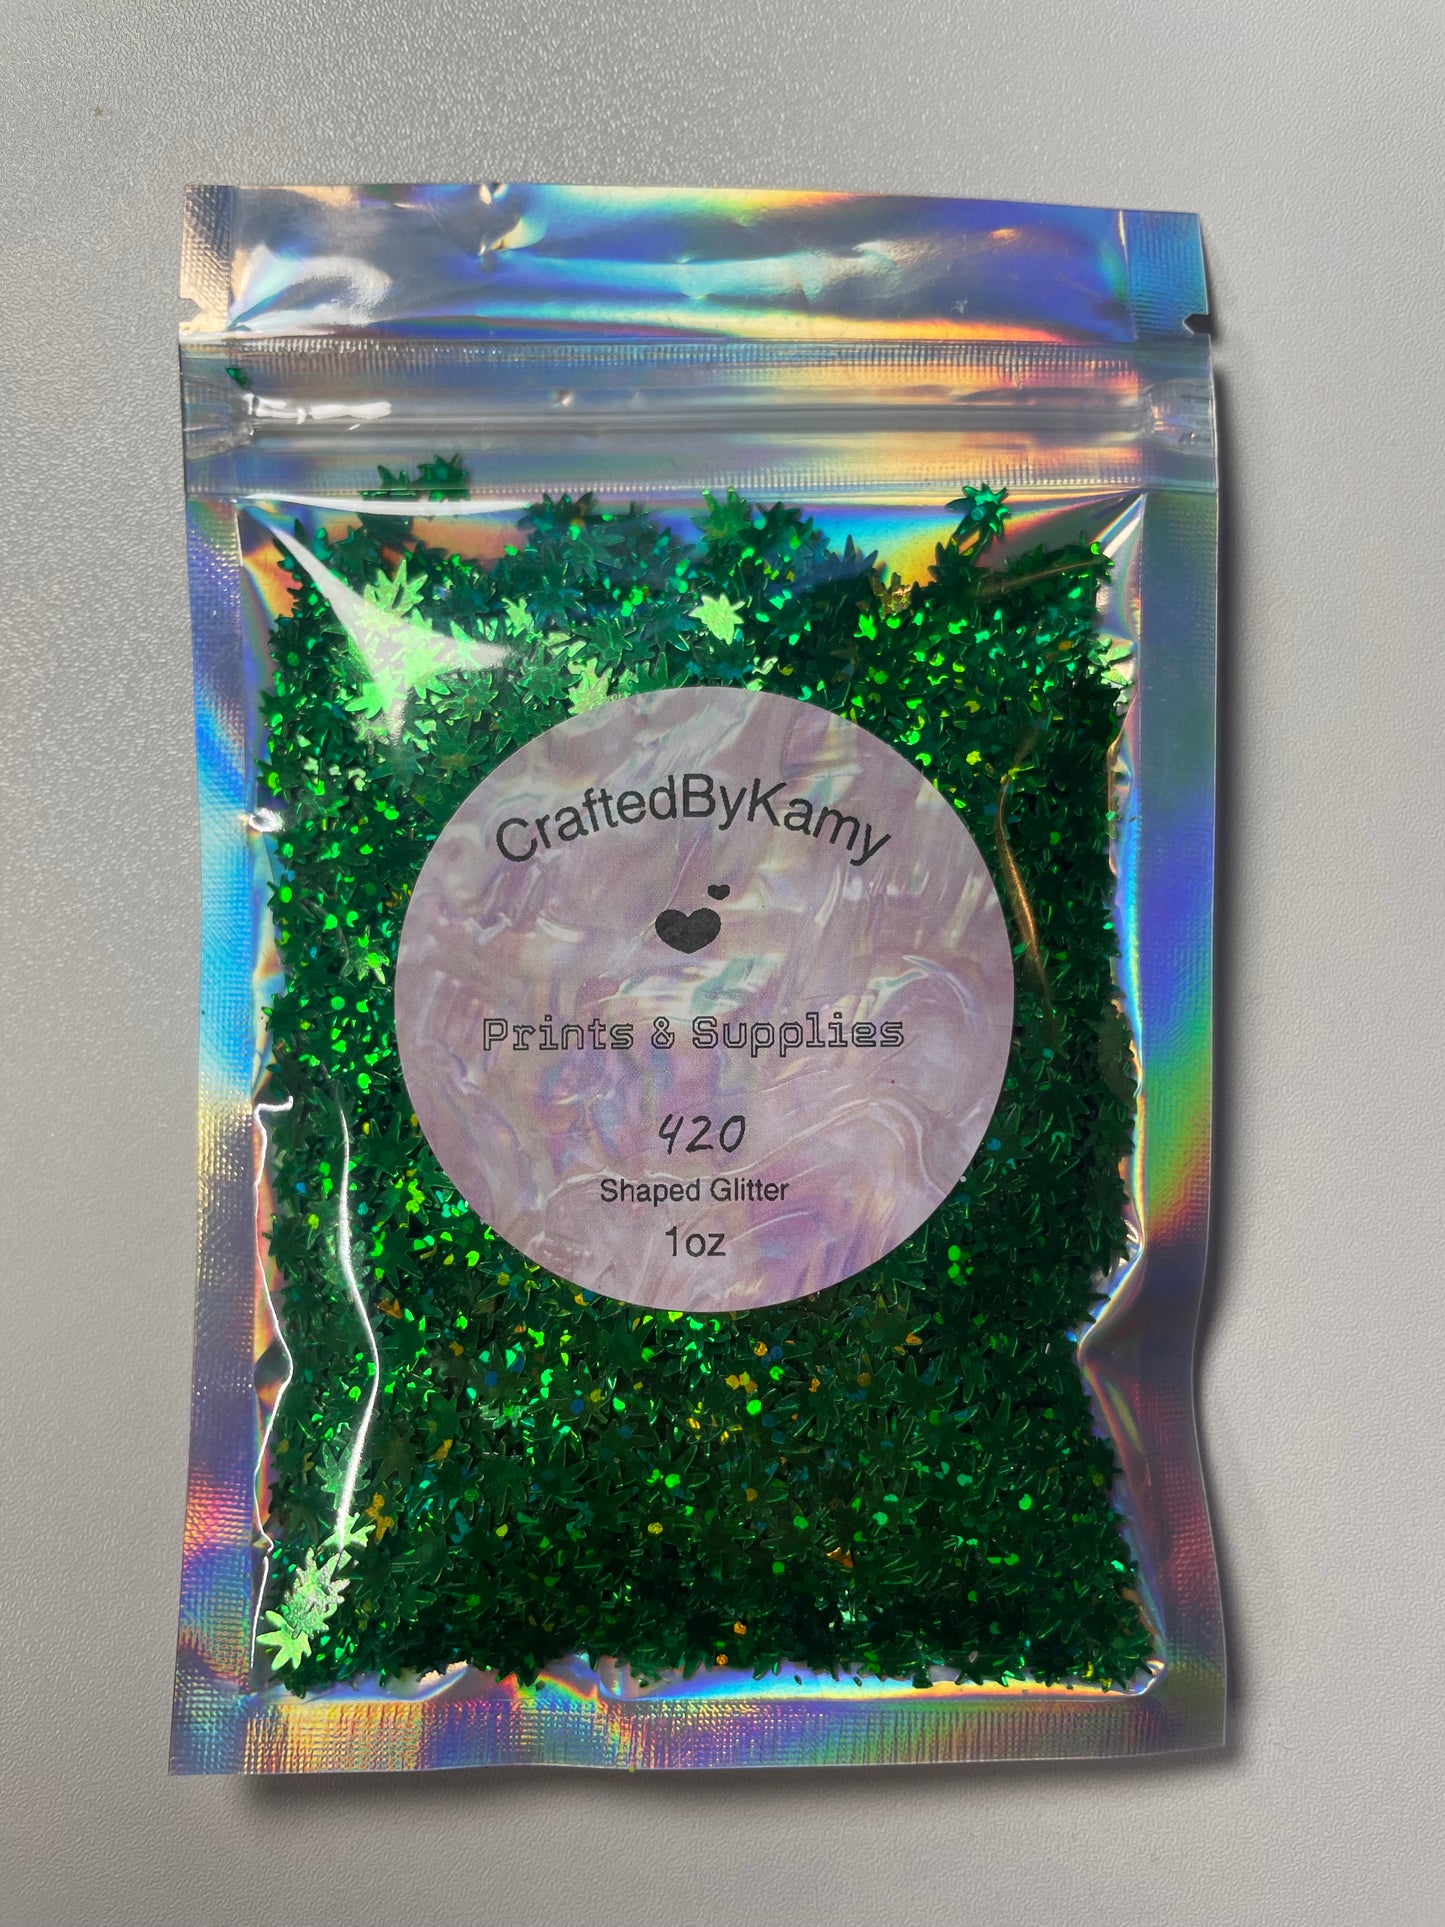 CraftedByKamy
Prints & Supplies
420
Shaped Glitter
1oz